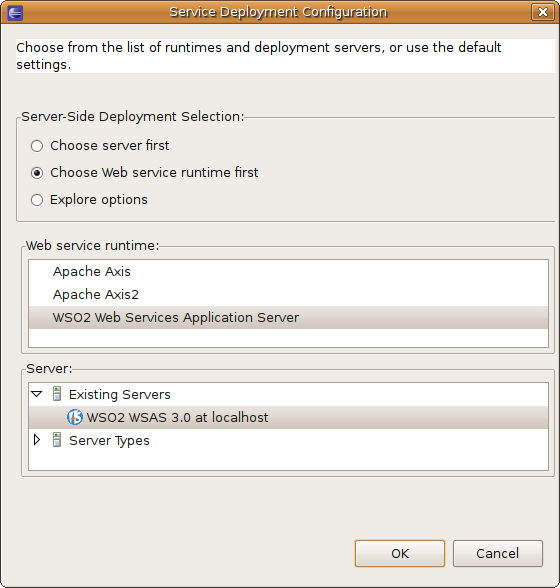 Service Deployment Configuration
Choose from the list of runtimes and deployment servers, or use the default
settings.
Server-Side Deployment Selection:
Choose server first
Choose Web service runtime first
Explore options
Web service runtime:
Apache Axis
Apache Axis2
WSO2 Web Services Application Server
Server:
Existing Servers
WSO2 WSAS 3.0 at localhost
Server Types
OK
Cancel